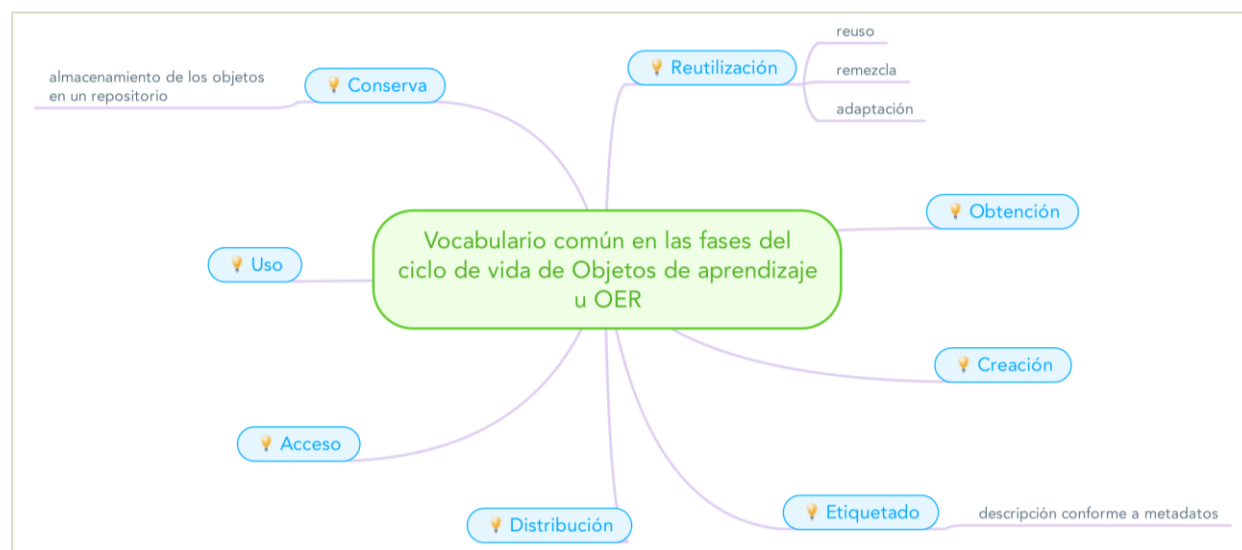 reuso
Reutilización
remezcla
almacenamiento de los objetos
en un repositorio
Conserva
adaptación
Obtención
Vocabulario común en las fases del
ciclo de vida de Objetos de aprendizaje
u OER
Uso
Creación
Acceso
Etiquetado
descripción conforme a metadatos
Distribución